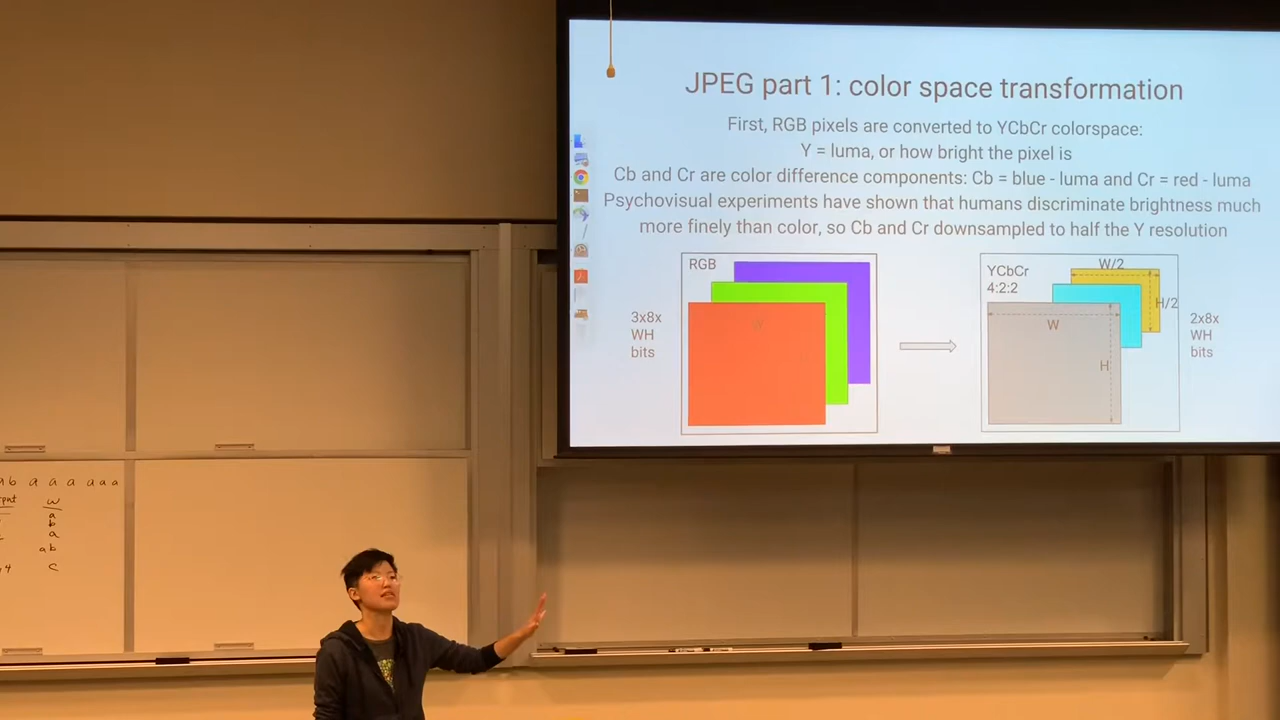 JPEG part 1: color space transformation
First, RGB pixels are converted to YCbCr colorspace:
Y = luma, or how bright the pixel is
Cb and Cr are color difference components: Cb = blue - luma and Cr = red - luma
Psychovisual experiments have shown that humans discriminate brightness much
more finely than color, so Cb and Cr downsampled to half the Y resolution
RGB
W
3x8x
WH
bits
YCbCr
4:2:2
W/2
H/2
W
H
2x8x
WH
bits
b a a a a a a
w
a
b
a
ab
4 c